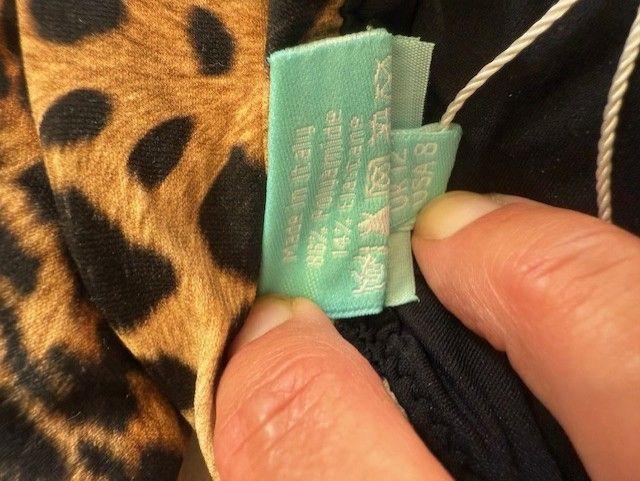 Made in Italy
86% Polyamide
14% Elastane
UK 12
USA 8